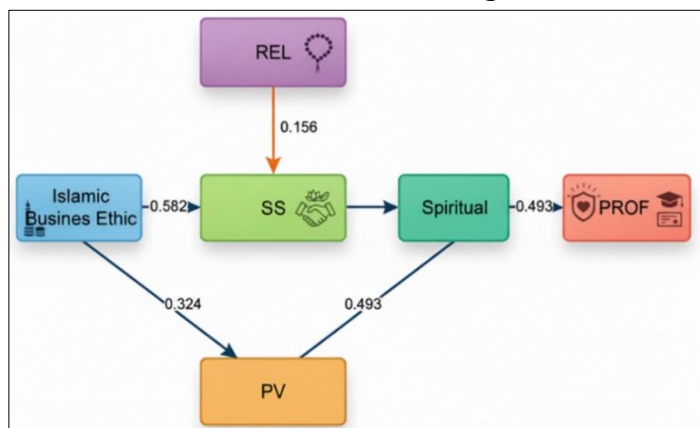 REL
0.156
Islamic
Busines Ethic
0.582
SS
Spiritual
0.493
PROF
0.324
0.493
PV